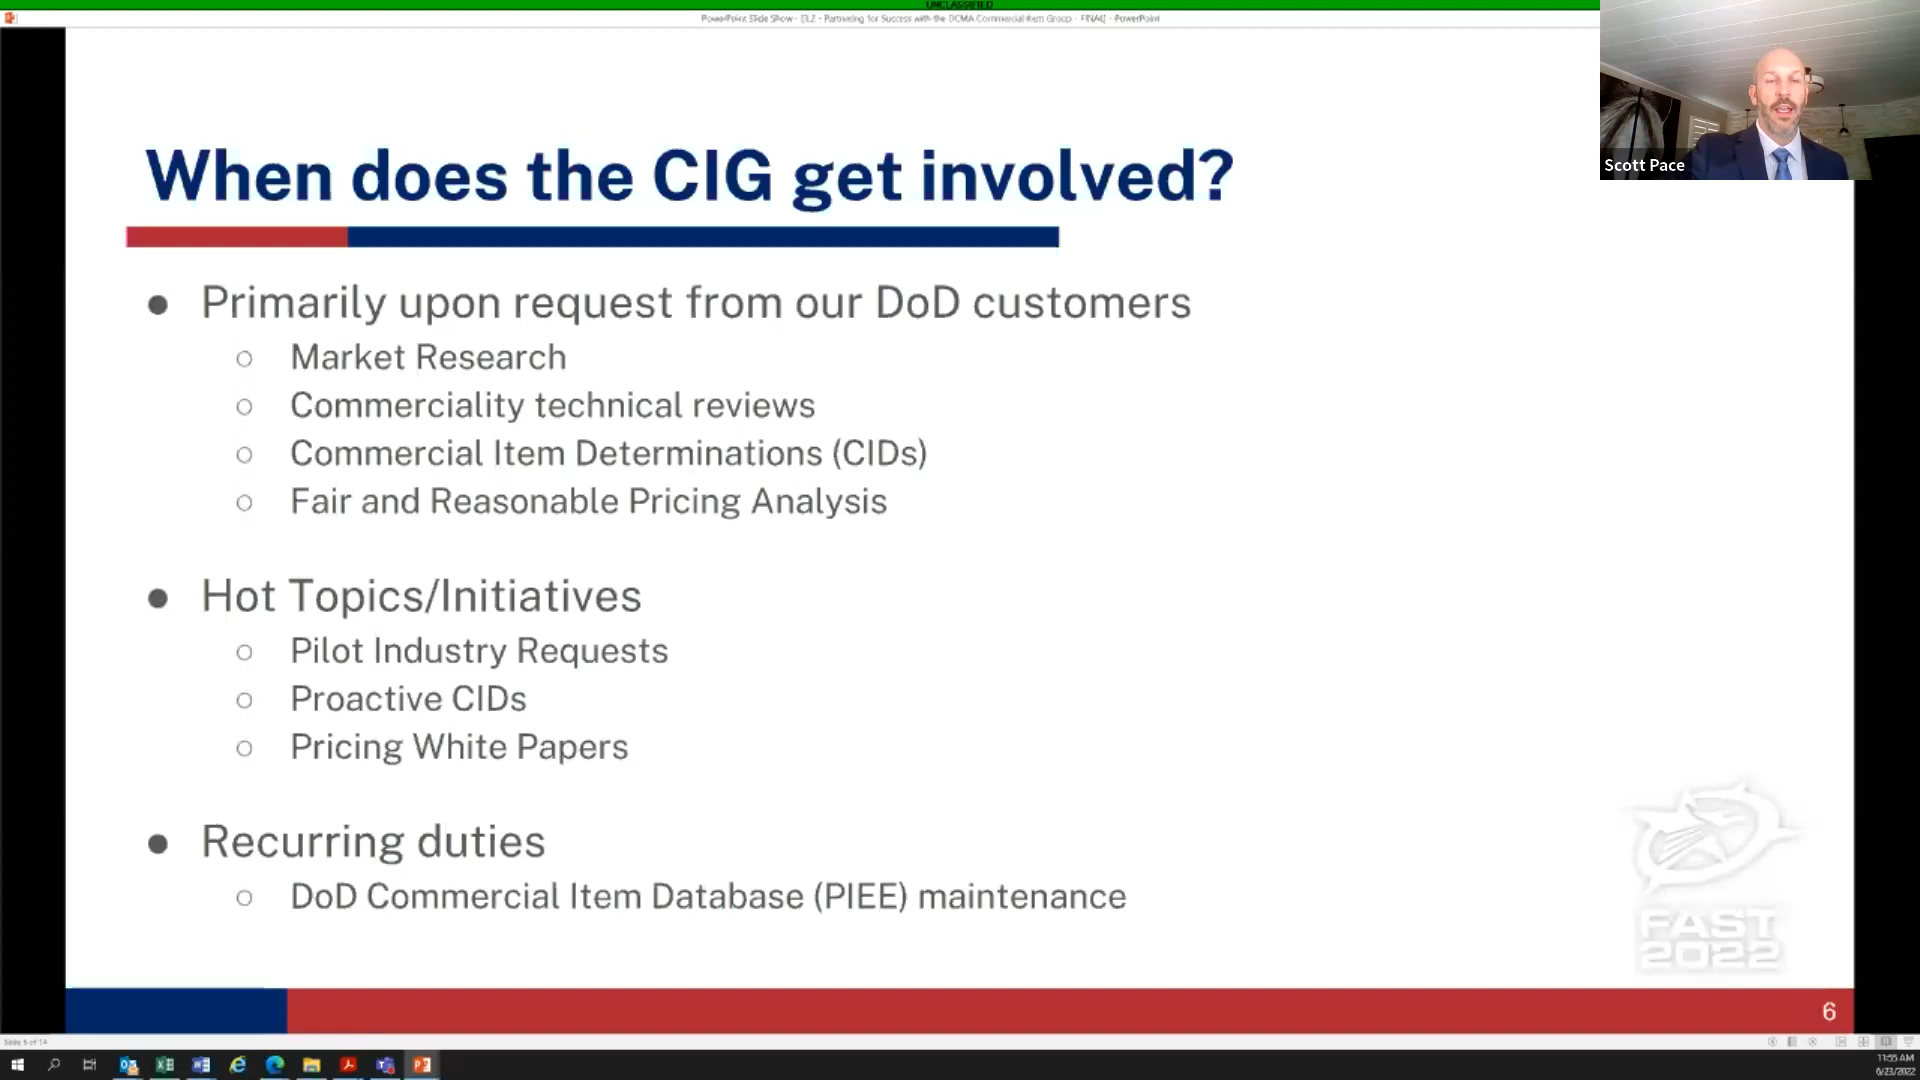 UNCLASSIFIED
PowerPoint Slide Show - E3.2 - Partnering for Success with the DCMA Commercial Item Group - FINAL - PowerPoint
Scott Pace
When does the CIG get involved?
● Primarily upon request from our DoD customers
○ Market Research
○ Commerciality technical reviews
○ Commercial Item Determinations (CIDs)
○ Fair and Reasonable Pricing Analysis
● Hot Topics/Initiatives
○ Pilot Industry Requests
○ Proactive CIDs
○ Pricing White Papers
● Recurring duties
○ DoD Commercial Item Database (PIEE) maintenance
FAST
2022
6
Slide 6 of 14
11:55 AM
6/23/2022